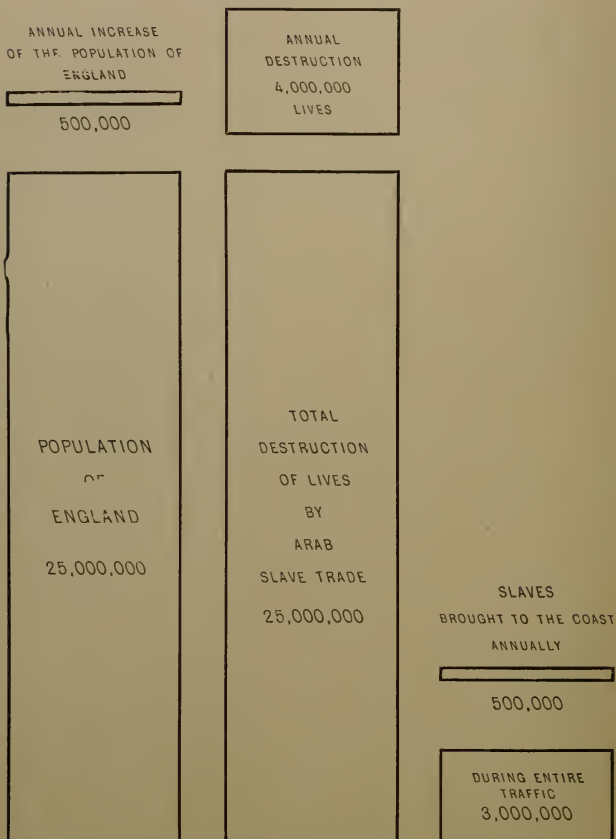 ANNUAL INCREASE
OF THE POPULATION OF
ENGLAND
500,000
ANNUAL
DESTRUCTION
4,000,000
LIVES
POPULATION
OF
ENGLAND
25,000,000
TOTAL
DESTRUCTION
OF LIVES
BY
ARAB
SLAVE TRADE
25,000,000
SLAVES
BROUGHT TO THE COAST
ANNUALLY
500,000
DURING ENTIRE
TRAFFIC
3,000,000